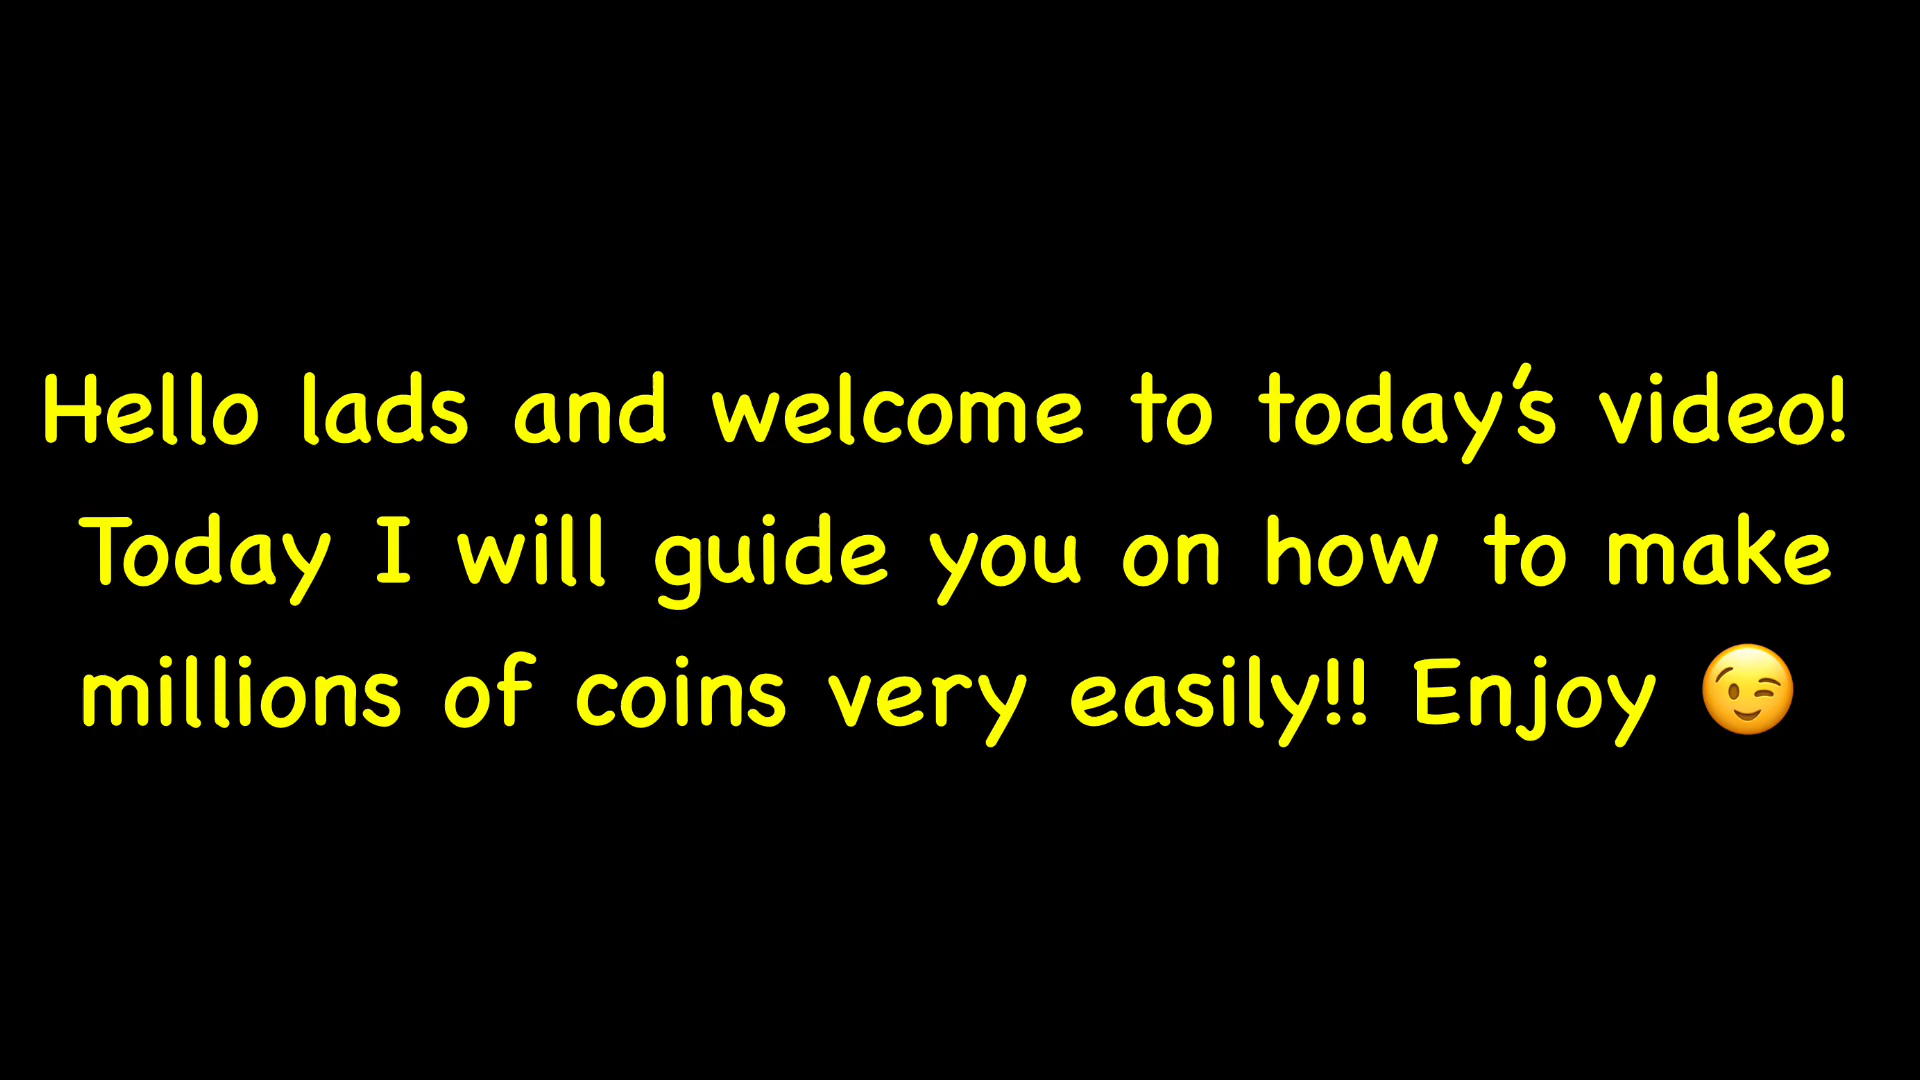 Hello lads and welcome to today’s video!
Today I will guide you on how to make
millions of coins very easily!! Enjoy 😉